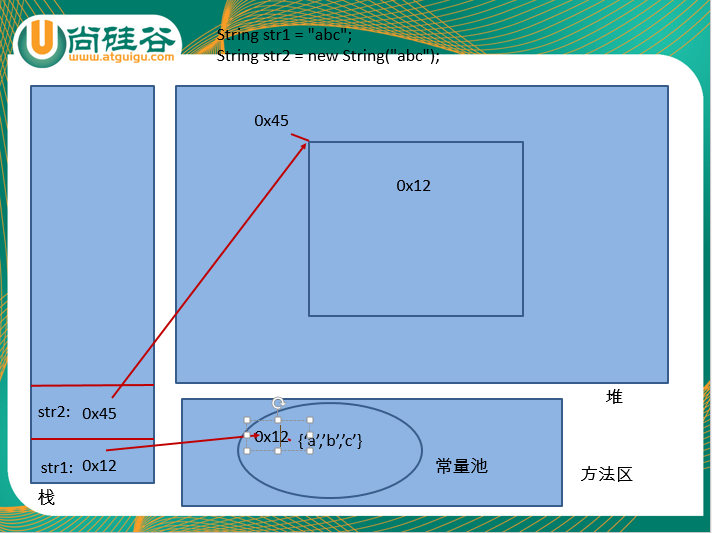 尚硅谷
www.atguigu.com
String str1 = "abc";
String str2 = new String("abc");
0x45
0x12
堆
str2: 0x45
str1: 0x12
栈
0x12
{‘a’,’b’,’c’}
常量池
方法区